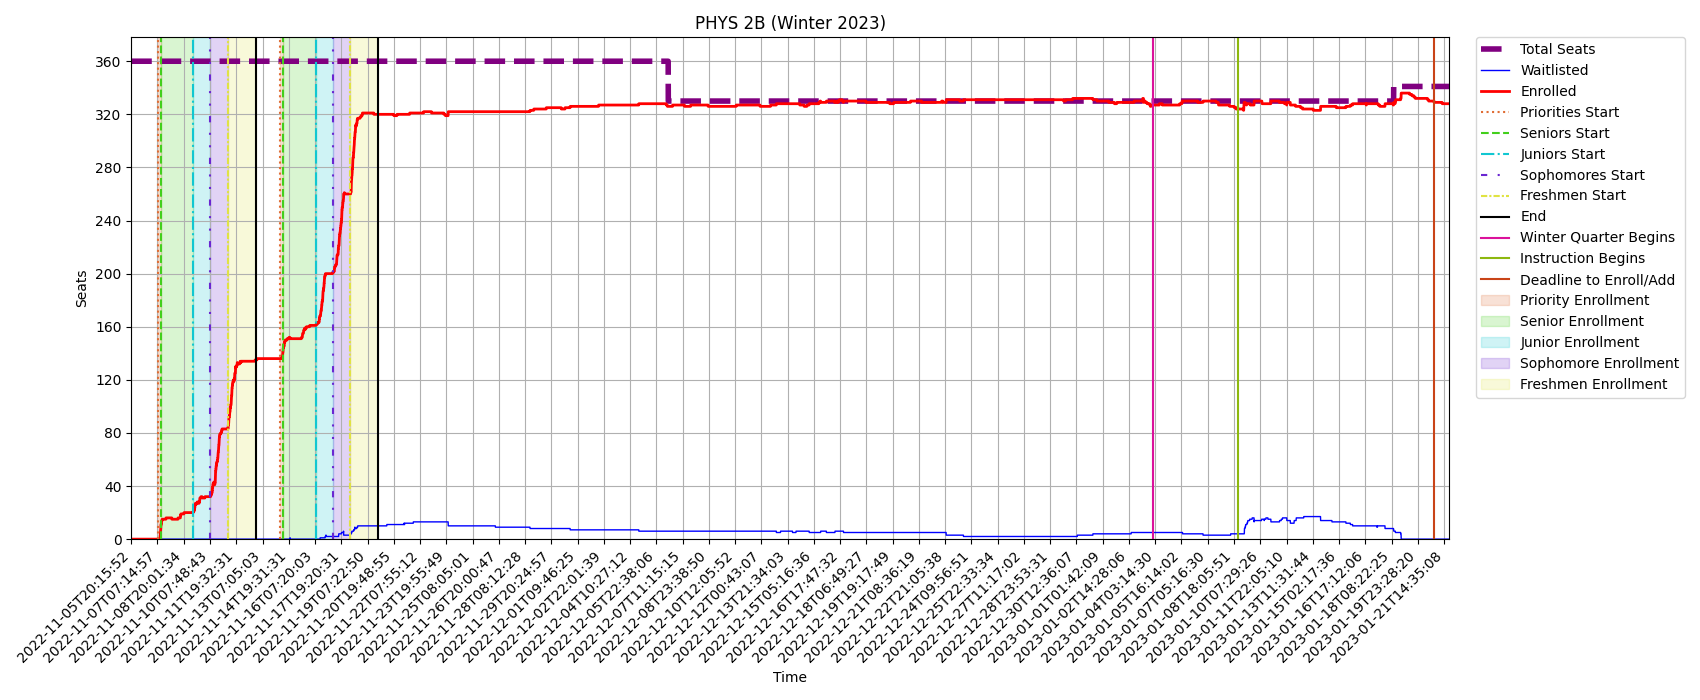 PHYS 2B (Winter 2023)
Seats
360
320
280
240
200
160
120
80
40
0
2022-11-05T20:15:52
2022-11-07T07:14:57
2022-11-08T20:01:34
2022-11-10T07:48:43
2022-11-11T19:32:31
2022-11-13T07:05:03
2022-11-14T19:31:31
2022-11-16T07:20:03
2022-11-17T19:20:31
2022-11-19T07:22:50
2022-11-20T19:48:55
2022-11-22T07:55:12
2022-11-23T19:55:49
2022-11-25T08:05:01
2022-11-26T20:00:47
2022-11-28T08:12:28
2022-11-29T20:24:57
2022-12-01T09:46:25
2022-12-02T22:01:39
2022-12-04T10:27:12
2022-12-05T22:38:06
2022-12-07T11:15:15
2022-12-08T23:38:50
2022-12-10T12:05:52
2022-12-12T00:43:07
2022-12-13T21:34:03
2022-12-15T05:16:36
2022-12-16T17:47:32
2022-12-18T06:49:27
2022-12-19T19:17:49
2022-12-21T08:36:19
2022-12-22T21:05:38
2022-12-24T09:56:51
2022-12-25T22:33:34
2022-12-27T11:17:02
2022-12-28T23:53:31
2022-12-30T12:36:07
2023-01-01T01:42:09
2023-01-02T14:28:06
2023-01-04T03:14:30
2023-01-05T16:14:02
2023-01-07T05:16:30
2023-01-08T18:05:51
2023-01-10T07:29:26
2023-01-11T22:05:10
2023-01-13T11:31:44
2023-01-15T02:17:36
2023-01-16T17:12:06
2023-01-18T08:22:25
2023-01-19T23:28:20
2023-01-21T14:35:08
Time
Total Seats
Waitlisted
Enrolled
Priorities Start
Seniors Start
Juniors Start
Sophomores Start
Freshmen Start
End
Winter Quarter Begins
Instruction Begins
Deadline to Enroll/Add
Priority Enrollment
Senior Enrollment
Junior Enrollment
Sophomore Enrollment
Freshmen Enrollment